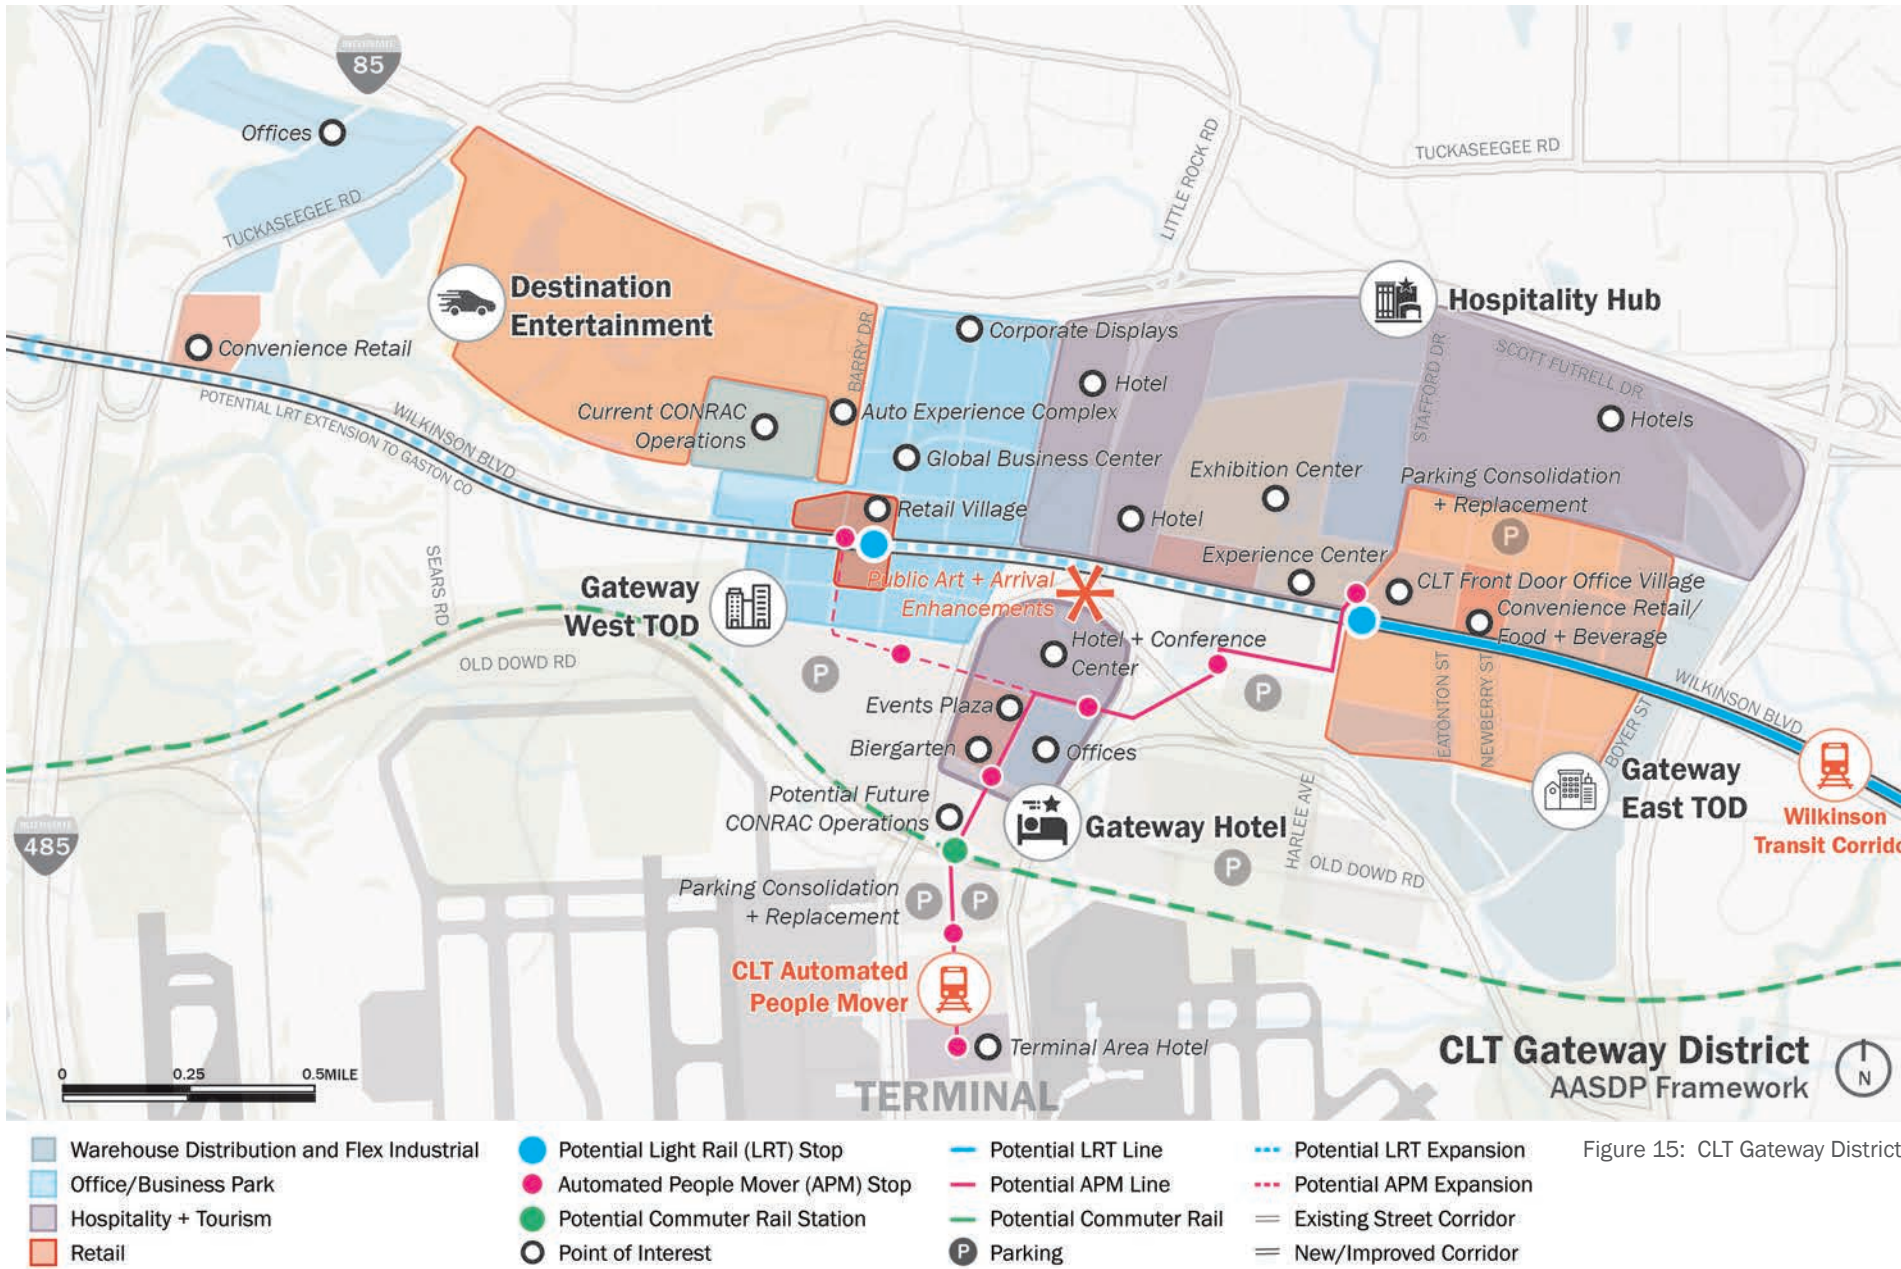 INTERSTATE
85
Offices
TUCKASEEGEE RD
TUCKASEEGEE RD
LITTLE ROCK RD
Destination
Entertainment
Hospitality Hub
Convenience Retail
BARRY DR
Corporate Displays
Hotel
STAFFORD DR
SCOTT FUTRELL DR
Hotels
Current CONRAC
Operations
Auto Experience Complex
WILKINSON BLVD
POTENTIAL LRT EXTENSION TO GASTON CO
Global Business Center
Exhibition Center
Parking Consolidation
+ Replacement
P
Retail Village
Hotel
Experience Center
SEARS RD
Gateway
West TOD
Public Art + Arrival
Enhancements
CLT Front Door Office Village
Convenience Retail/
Food + Beverage
Hotel + Conference
Center
OLD DOWD RD
P
P
EATONTON ST
NEWBERRY ST
BOYER ST
WILKINSON BLVD
Events Plaza
Biergarten
Offices
Gateway
East TOD
Wilkinson
Transit Corrido
Potential Future
CONRAC Operations
Gateway Hotel
HARLEE AVE
OLD DOWD RD
P
INTERSTATE
485
Parking Consolidation
+ Replacement
P
P
CLT Automated
People Mover
Terminal Area Hotel
TERMINAL
CLT Gateway District
AASDP Framework
N
0
0.25
0.5MILE
Warehouse Distribution and Flex Industrial
Office/Business Park
Hospitality + Tourism
Retail
Potential Light Rail (LRT) Stop
Automated People Mover (APM) Stop
Potential Commuter Rail Station
Point of Interest
Potential LRT Line
Potential APM Line
Potential Commuter Rail
P Parking
Potential LRT Expansion
Potential APM Expansion
Existing Street Corridor
New/Improved Corridor
Figure 15: CLT Gateway District